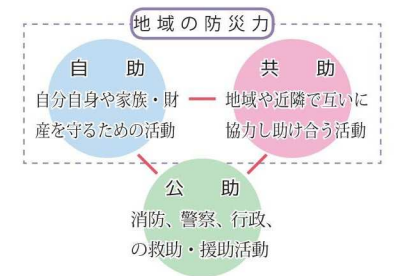 地域の防災力
自助
自分自身や家族・財
産を守るための活動
共助
地域や近隣で互いに
協力し助け合う活動
公助
消防、警察、行政、
の救助・援助活動